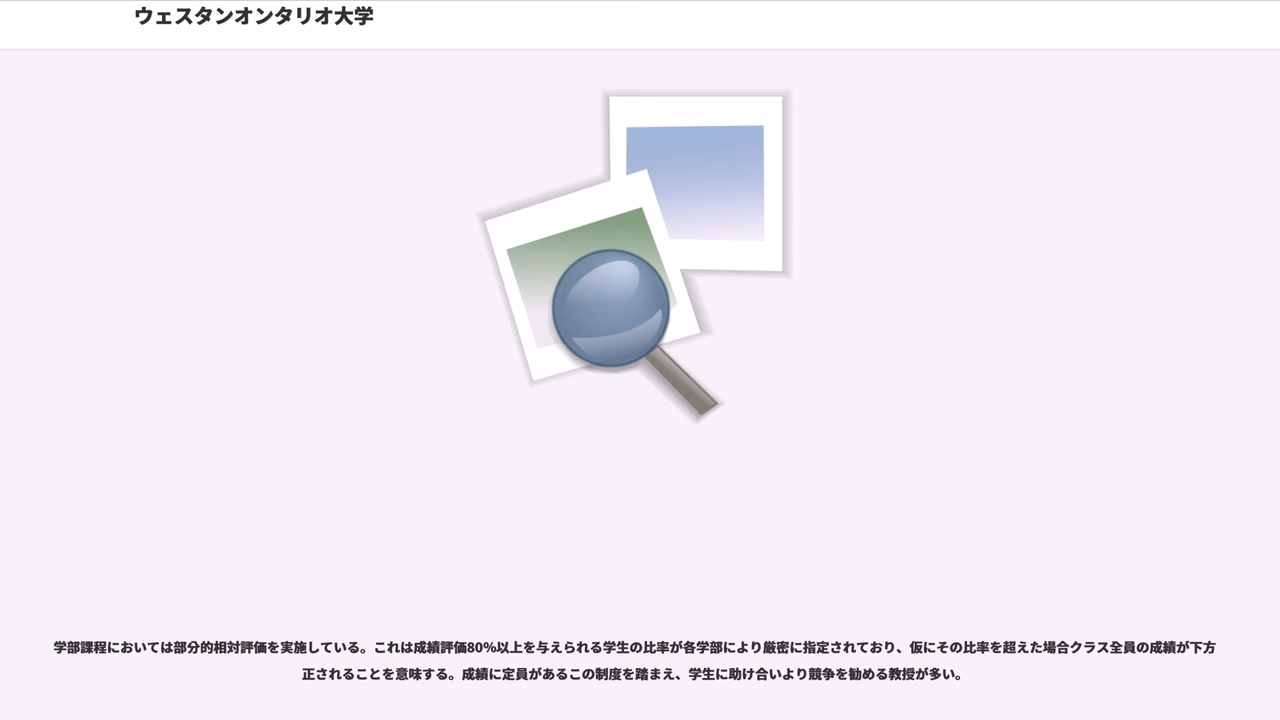 ウェスタンオンタリオ大学
学部課程においては部分的相対評価を実施している。これは成績評価80%以上を与えられる学生の比率が各学部により厳密に指定されており、仮にその比率を超えた場合クラス全員の成績が下方
正されることを意味する。成績に定員があるこの制度を踏まえ、学生に助け合いより競争を勧める教授が多い。